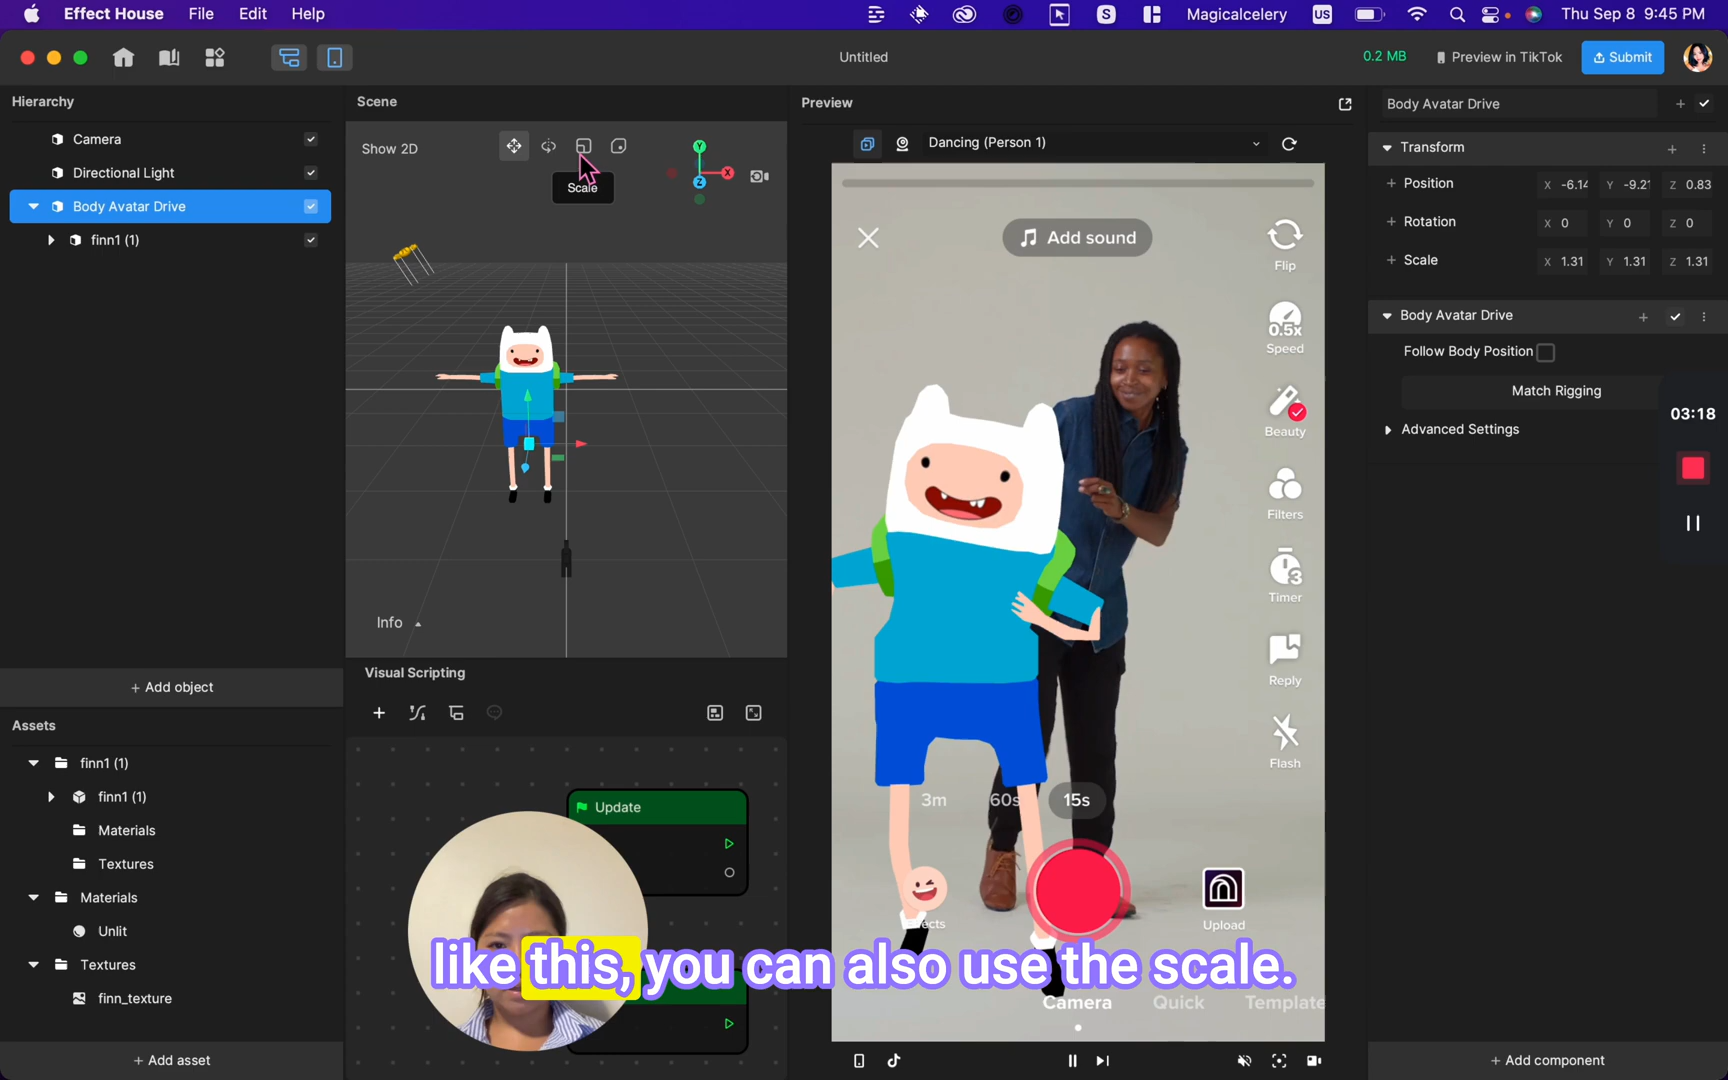 Effect House File Edit Help
Magicalcelery US Thu Sep 8 9:45 PM
Untitled
0.2 MB Preview in TikTok Submit
Hierarchy
Camera
Directional Light
Body Avatar Drive
finn1 (1)
+ Add object
Assets
finn1 (1)
finn1 (1)
Materials
Textures
Materials
Unlit
Textures
finn_texture
+ Add asset
Scene
Show 2D
Scale
Y
X
Z
Info
Visual Scripting
Update
Preview
Dancing (Person 1)
Add sound
Flip
0.5x
Speed
Beauty
Filters
3
Timer
Reply
Flash
3m 60s 15s
Upload
like this, you can also use the scale.
Camera Quick Template
Body Avatar Drive
Transform
Position X -6.14 Y -9.21 Z 0.83
Rotation X 0 Y 0 Z 0
Scale X 1.31 Y 1.31 Z 1.31
Body Avatar Drive
Follow Body Position
Match Rigging
Advanced Settings
03:18
+ Add component